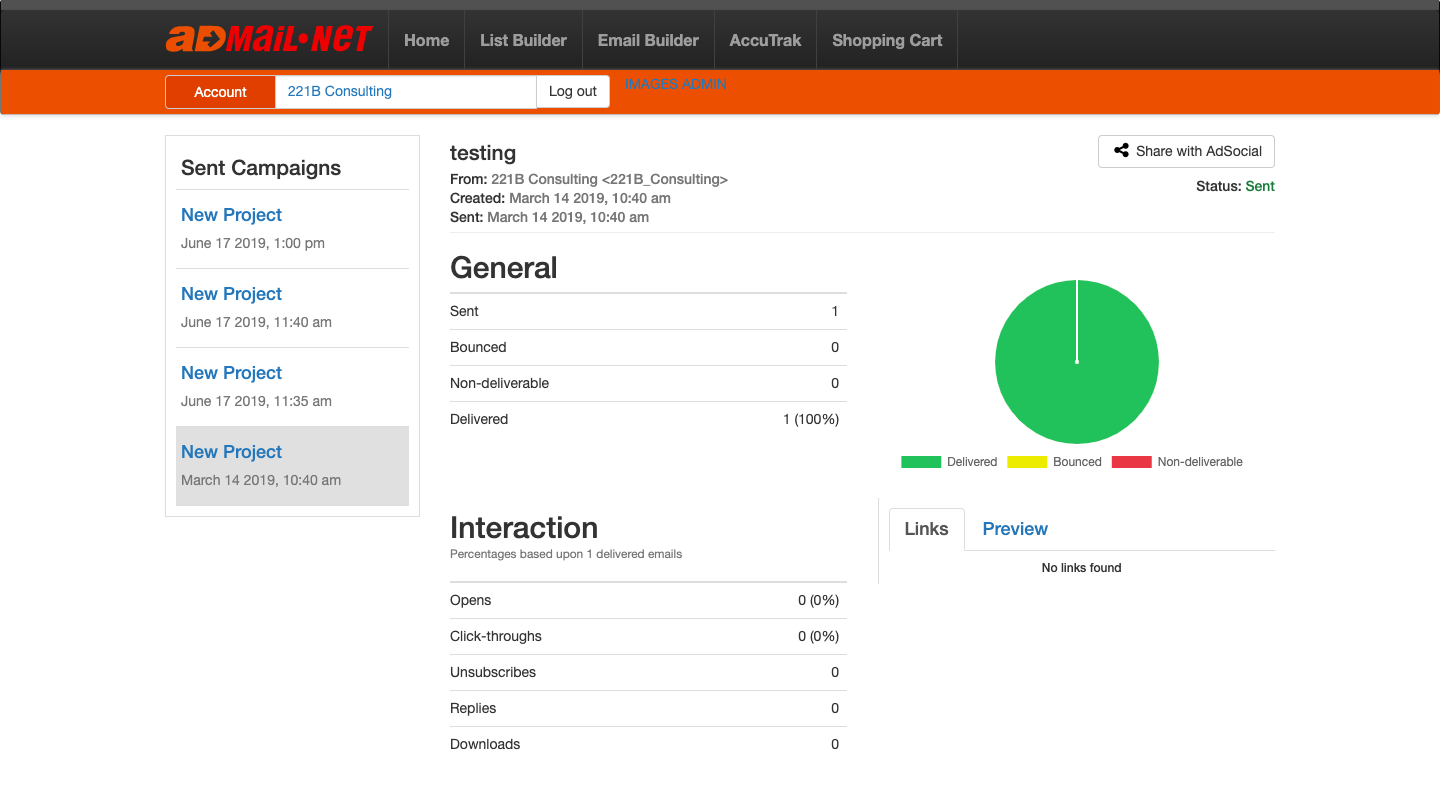 aDMaiL•NeT Home List Builder Email Builder AccuTrak Shopping Cart
Account 221B Consulting Log out IMAGES ADMIN
Sent Campaigns
New Project
June 17 2019, 1:00 pm
New Project
June 17 2019, 11:40 am
New Project
June 17 2019, 11:35 am
New Project
March 14 2019, 10:40 am
testing
From: 221B Consulting <221B_Consulting>
Created: March 14 2019, 10:40 am
Sent: March 14 2019, 10:40 am
Share with AdSocial
Status: Sent
General
Sent 1
Bounced 0
Non-deliverable 0
Delivered 1 (100%)
Delivered Bounced Non-deliverable
Interaction
Percentages based upon 1 delivered emails
Opens 0 (0%)
Click-throughs 0 (0%)
Unsubscribes 0
Replies 0
Downloads 0
Links Preview
No links found